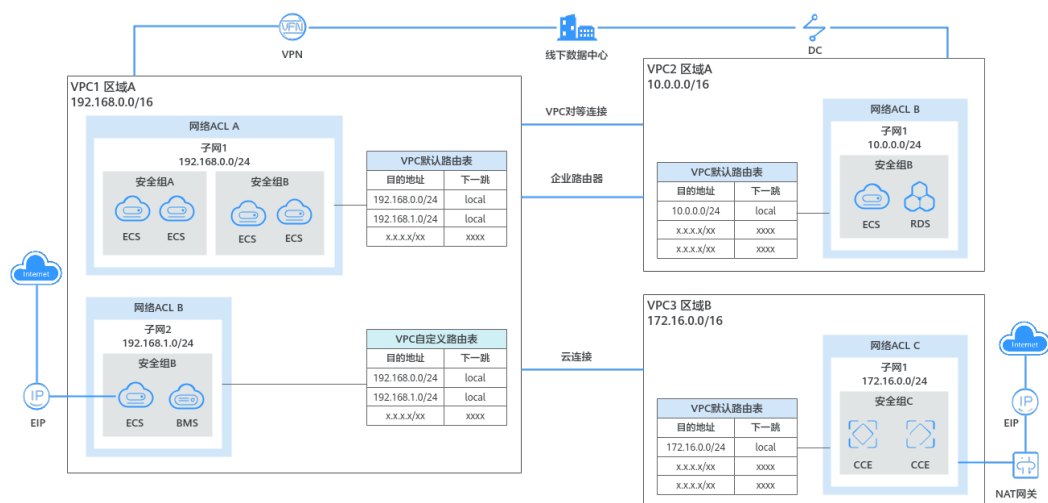 VPN
VPN
线下数据中心
DC
VPC1 区域A
192.168.0.0/16
网络ACL A
子网1
192.168.0.0/24
安全组A
ECS
ECS
安全组B
ECS
ECS
VPC默认路由表
目的地址 下一跳
192.168.0.0/24 local
192.168.1.0/24 local
x.x.x.x/xx xxxx
网络ACL B
子网2
192.168.1.0/24
安全组B
ECS
BMS
VPC自定义路由表
目的地址 下一跳
192.168.0.0/24 local
192.168.1.0/24 local
x.x.x.x/xx xxxx
Internet
IP
EIP
VPC对等连接
企业路由器
云连接
VPC2 区域A
10.0.0.0/16
VPC默认路由表
目的地址 下一跳
10.0.0.0/24 local
x.x.x.x/xx xxxx
x.x.x.x/xx xxxx
网络ACL B
子网1
10.0.0.0/24
安全组B
ECS
RDS
VPC3 区域B
172.16.0.0/16
VPC默认路由表
目的地址 下一跳
172.16.0.0/24 local
x.x.x.x/xx xxxx
x.x.x.x/xx xxxx
网络ACL C
子网1
172.16.0.0/24
安全组C
CCE
CCE
Internet
IP
EIP
NAT网关